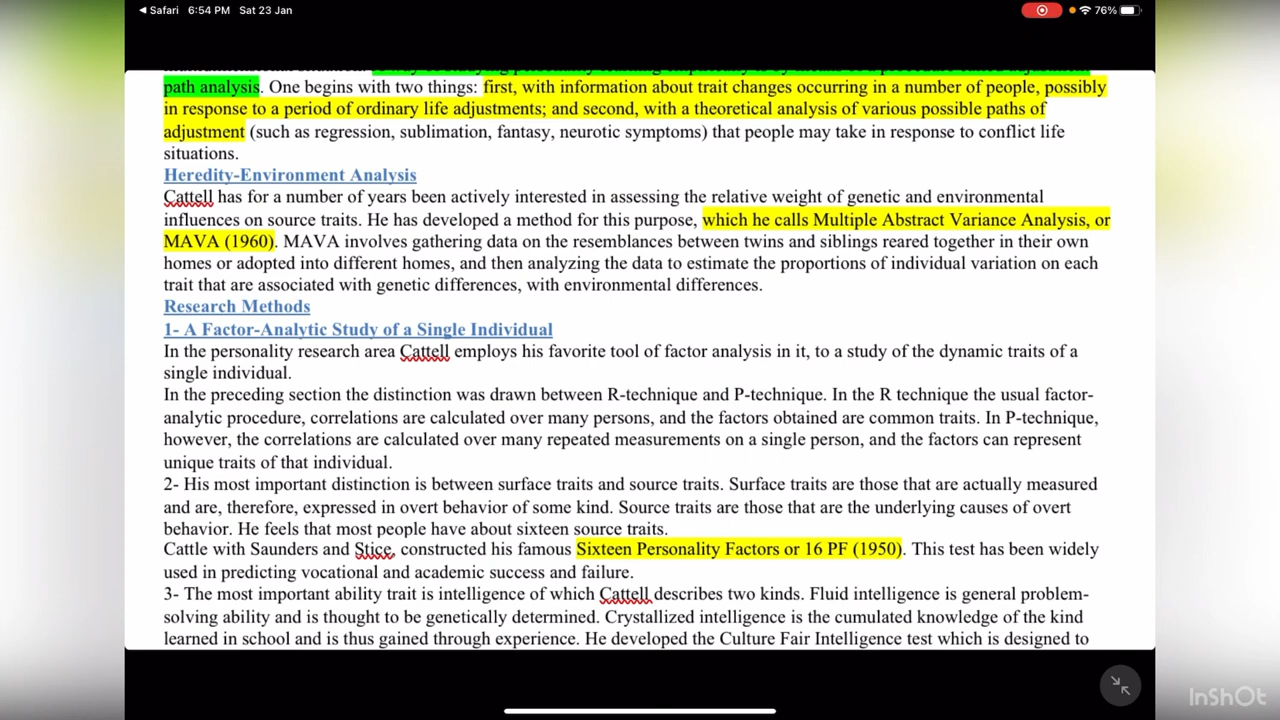 Safari 6:54 PM Sat 23 Jan 76%
path analysis. One begins with two things: first, with information about trait changes occurring in a number of people, possibly
in response to a period of ordinary life adjustments; and second, with a theoretical analysis of various possible paths of
adjustment (such as regression, sublimation, fantasy, neurotic symptoms) that people may take in response to conflict life
situations.
Heredity-Environment Analysis
Cattell has for a number of years been actively interested in assessing the relative weight of genetic and environmental
influences on source traits. He has developed a method for this purpose, which he calls Multiple Abstract Variance Analysis, or
MAVA (1960). MAVA involves gathering data on the resemblances between twins and siblings reared together in their own
homes or adopted into different homes, and then analyzing the data to estimate the proportions of individual variation on each
trait that are associated with genetic differences, with environmental differences.
Research Methods
1- A Factor-Analytic Study of a Single Individual
In the personality research area Cattell employs his favorite tool of factor analysis in it, to a study of the dynamic traits of a
single individual.
In the preceding section the distinction was drawn between R-technique and P-technique. In the R technique the usual factor-
analytic procedure, correlations are calculated over many persons, and the factors obtained are common traits. In P-technique,
however, the correlations are calculated over many repeated measurements on a single person, and the factors can represent
unique traits of that individual.
2- His most important distinction is between surface traits and source traits. Surface traits are those that are actually measured
and are, therefore, expressed in overt behavior of some kind. Source traits are those that are the underlying causes of overt
behavior. He feels that most people have about sixteen source traits.
Cattle with Saunders and Stice, constructed his famous Sixteen Personality Factors or 16 PF (1950). This test has been widely
used in predicting vocational and academic success and failure.
3- The most important ability trait is intelligence of which Cattell describes two kinds. Fluid intelligence is general problem-
solving ability and is thought to be genetically determined. Crystallized intelligence is the cumulated knowledge of the kind
learned in school and is thus gained through experience. He developed the Culture Fair Intelligence test which is designed to
InShOt